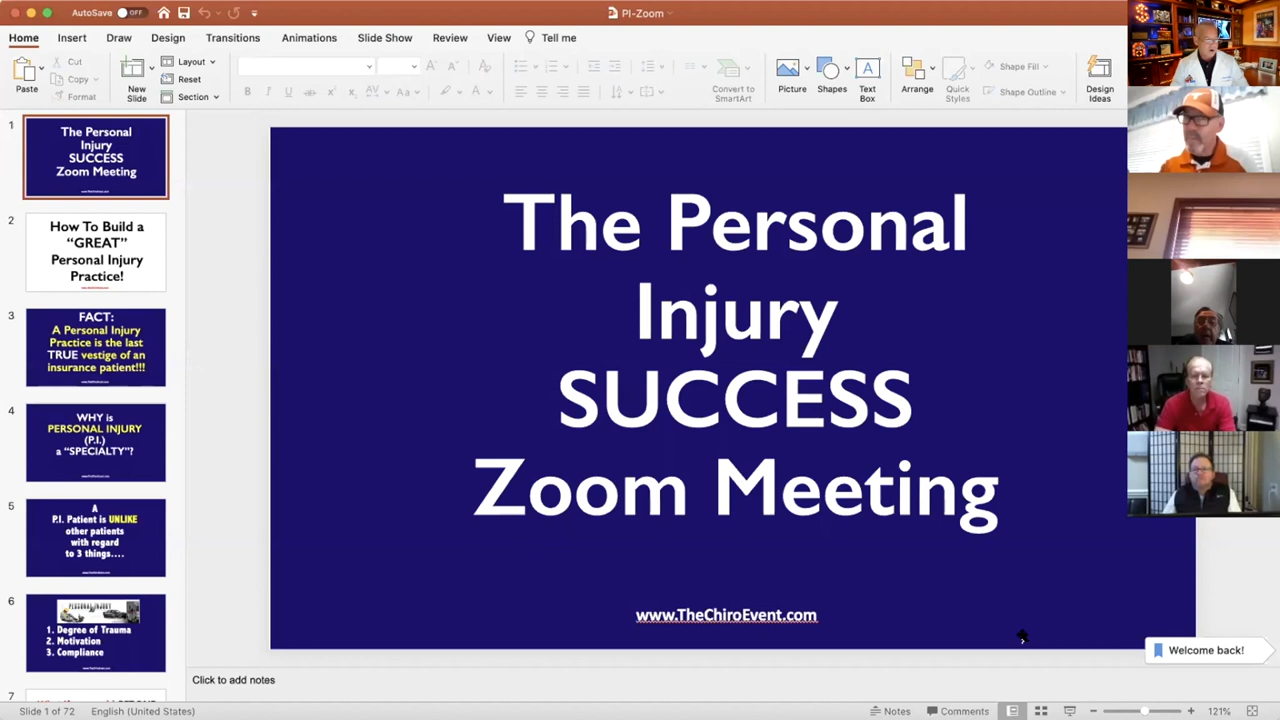 AutoSave OFF
PI-Zoom
Home Insert Draw Design Transitions Animations Slide Show Review View Tell me
Paste
Cut
Copy
Format
New
Slide
Layout
Reset
Section
B I U
Convert to
SmartArt
Picture
Shapes
Text
Box
Arrange
Quick
Styles
Shape Fill
Shape Outline
Design
Ideas
1
The Personal
Injury
SUCCESS
Zoom Meeting
2
How To Build a
“GREAT”
Personal Injury
Practice!
3
FACT:
A Personal Injury
Practice is the last
TRUE vestige of an
insurance patient!!!
4
WHY is
PERSONAL INJURY
(P.I.)
a “SPECIALTY”?
5
A
P.I. Patient is UNLIKE
other patients
with regard
to 3 things....
6
PERSONAL INJURY
1. Degree of Trauma
2. Motivation
3. Compliance
7
The Personal
Injury
SUCCESS
Zoom Meeting
www.TheChiroEvent.com
Welcome back!
Click to add notes
Slide 1 of 72 English (United States) Notes Comments 121%